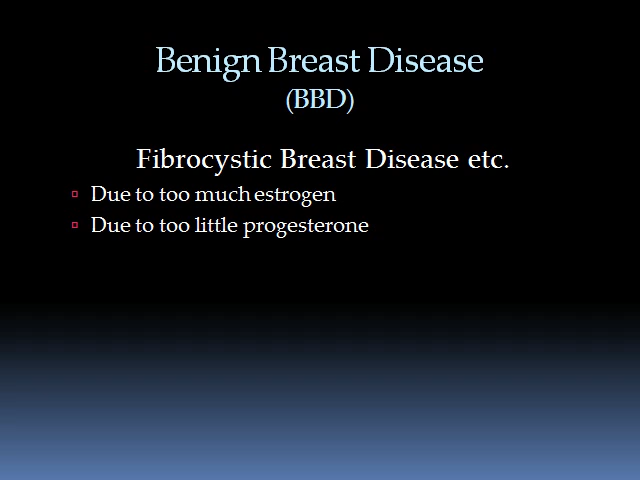 Benign Breast Disease
(BBD)
Fibrocystic Breast Disease etc.
Due to too much estrogen
Due to too little progesterone